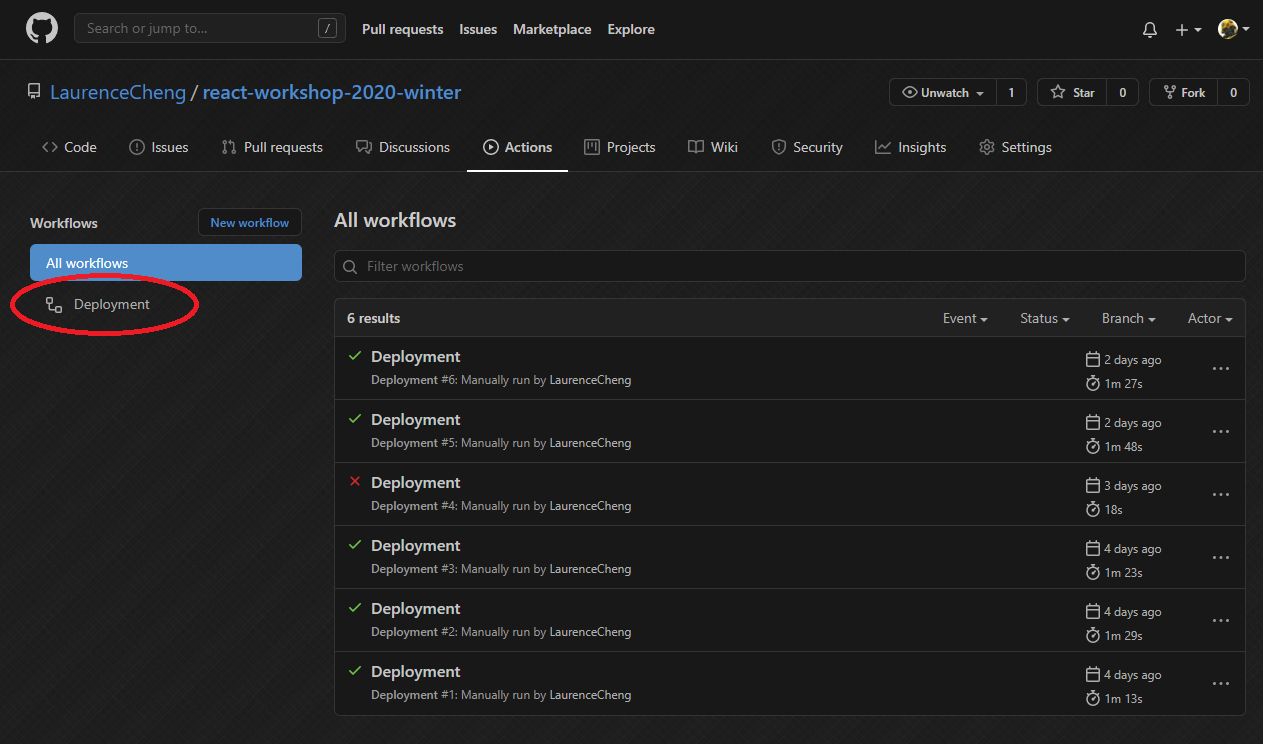 Search or jump to... /
Pull requests Issues Marketplace Explore
LaurenceCheng / react-workshop-2020-winter
Unwatch 1 Star 0 Fork 0
Code Issues Pull requests Discussions Actions Projects Wiki Security Insights Settings
Workflows New workflow
All workflows
Deployment
All workflows
Filter workflows
6 results Event Status Branch Actor
Deployment
Deployment #6: Manually run by LaurenceCheng
2 days ago
1m 27s
Deployment
Deployment #5: Manually run by LaurenceCheng
2 days ago
1m 48s
Deployment
Deployment #4: Manually run by LaurenceCheng
3 days ago
18s
Deployment
Deployment #3: Manually run by LaurenceCheng
4 days ago
1m 23s
Deployment
Deployment #2: Manually run by LaurenceCheng
4 days ago
1m 29s
Deployment
Deployment #1: Manually run by LaurenceCheng
4 days ago
1m 13s